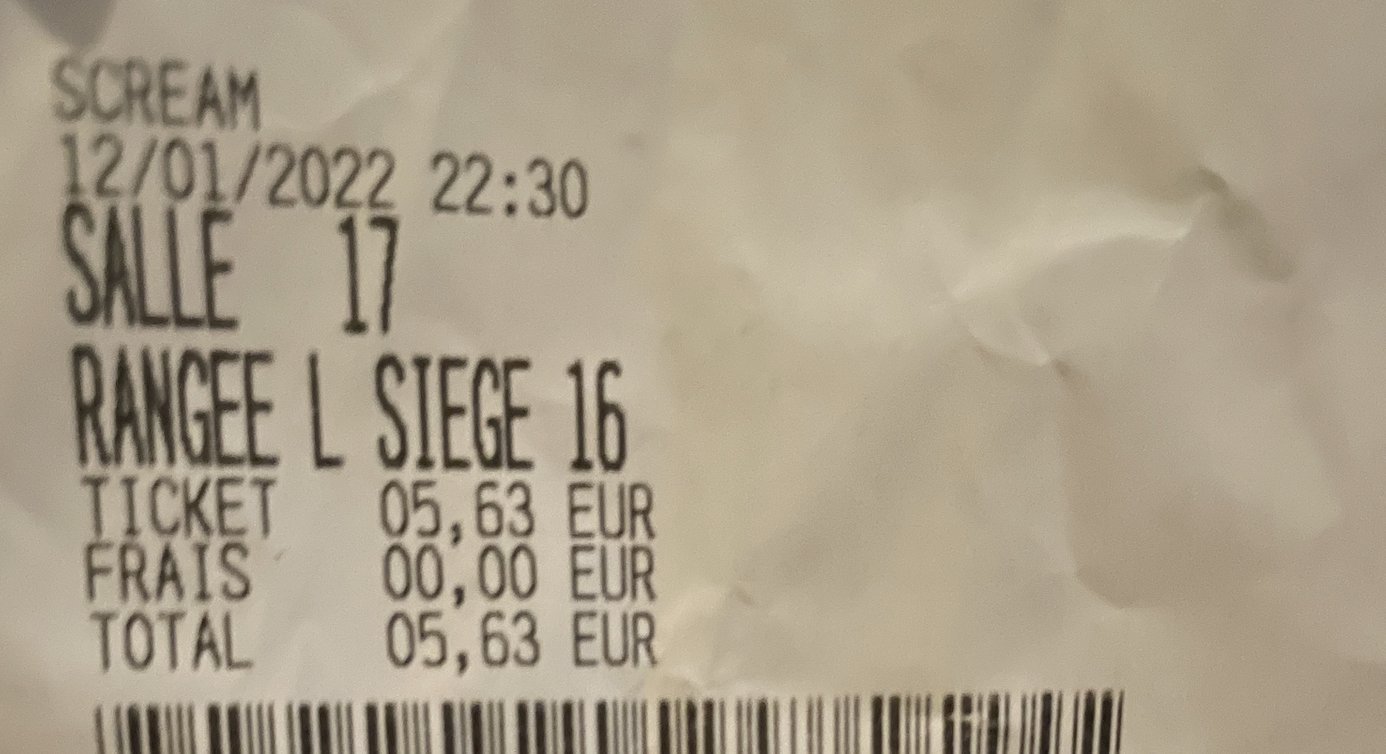 SCREAM
12/01/2022 22:30
SALLE 17
RANGEE L SIEGE 16
TICKET 05,63 EUR
FRAIS 00,00 EUR
TOTAL 05,63 EUR